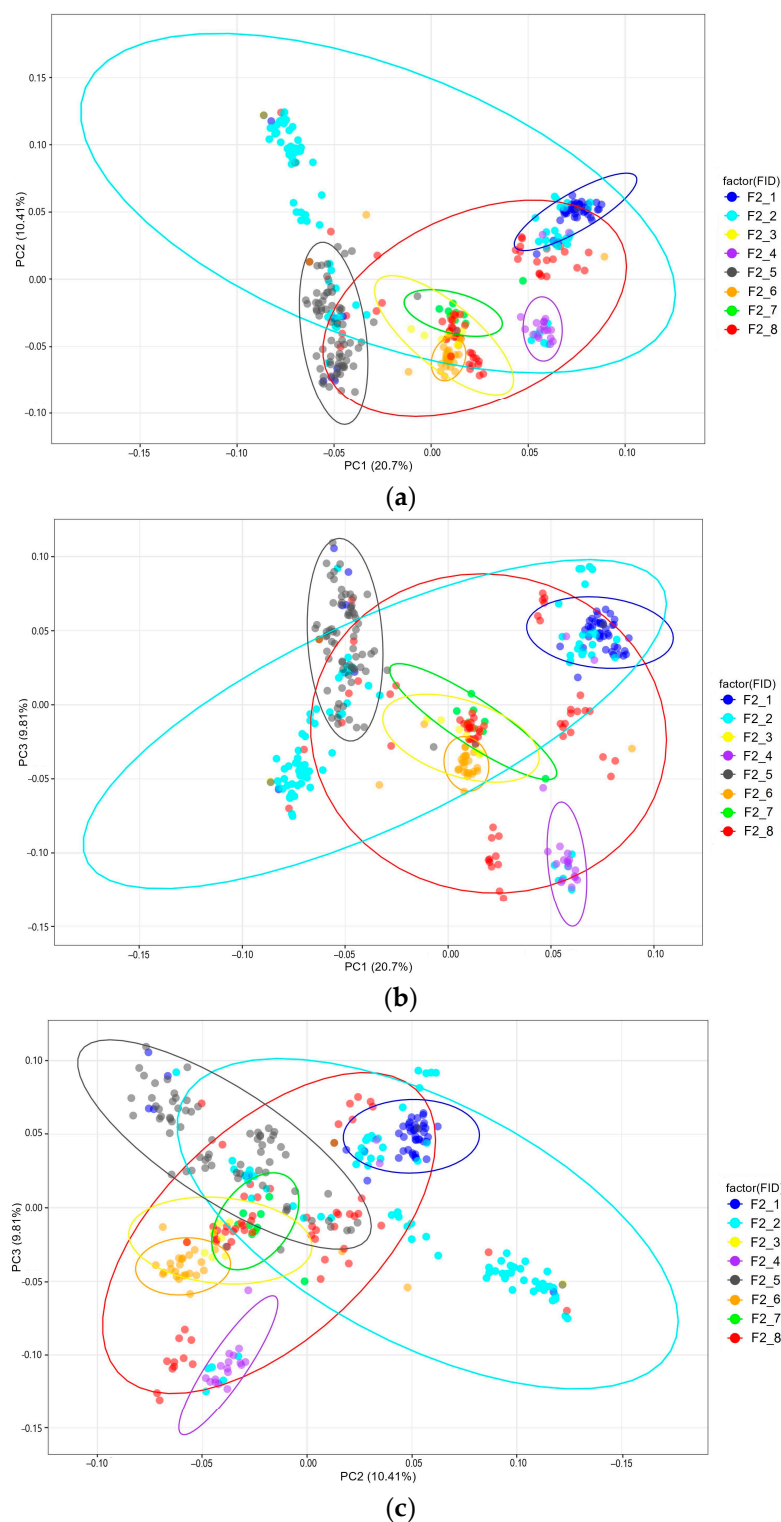 0.15
0.10
0.05
0.00
−0.05
−0.10
PC2 (10.41%)
−0.15
−0.10
−0.05
0.00
0.05
0.10
PC1 (20.7%)
factor(FID)
F2_1
F2_2
F2_3
F2_4
F2_5
F2_6
F2_7
F2_8
(a)
0.10
0.05
0.00
−0.05
−0.10
−0.15
PC3 (9.81%)
−0.15
−0.10
−0.05
0.00
0.05
0.10
PC1 (20.7%)
factor(FID)
F2_1
F2_2
F2_3
F2_4
F2_5
F2_6
F2_7
F2_8
(b)
0.10
0.05
0.00
−0.05
−0.10
−0.15
PC3 (9.81%)
−0.10
−0.05
0.00
0.05
0.10
−0.15
PC2 (10.41%)
factor(FID)
F2_1
F2_2
F2_3
F2_4
F2_5
F2_6
F2_7
F2_8
(c)